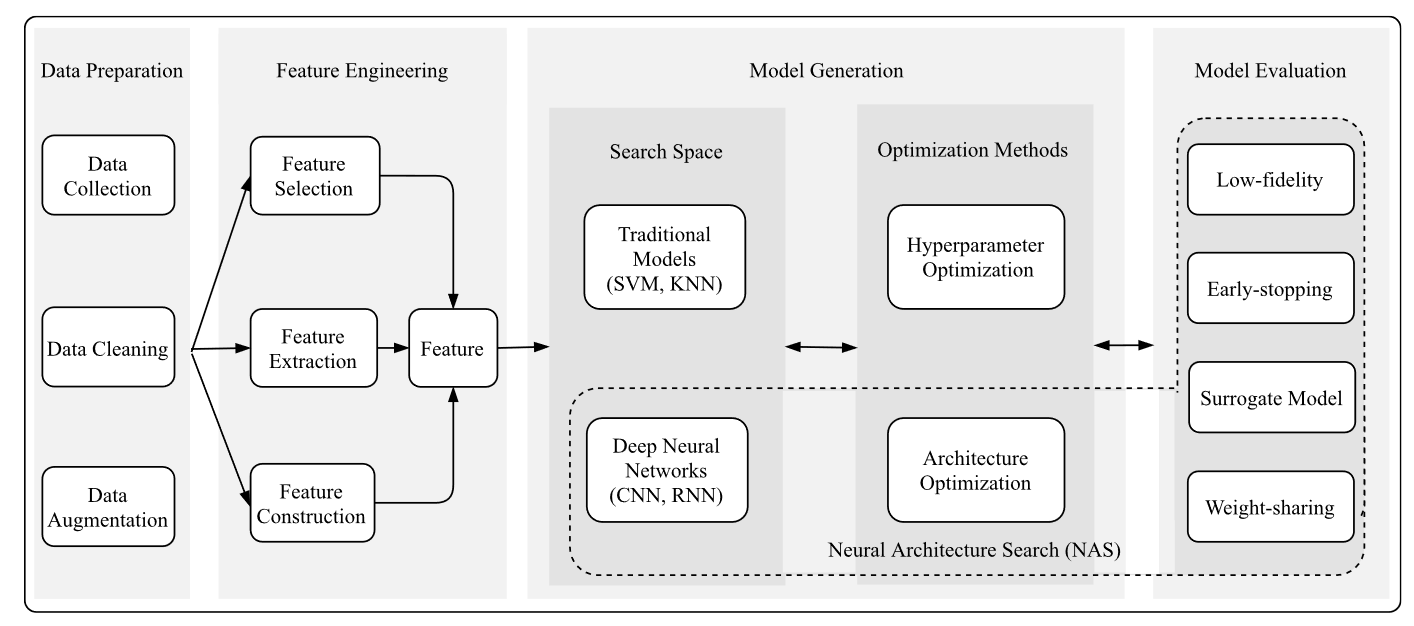 Data Preparation
Data
Collection
Data Cleaning
Data
Augmentation
Feature Engineering
Feature
Selection
Feature
Extraction
Feature
Construction
Feature
Model Generation
Search Space
Traditional
Models
(SVM, KNN)
Deep Neural
Networks
(CNN, RNN)
Optimization Methods
Hyperparameter
Optimization
Architecture
Optimization
Neural Architecture Search (NAS)
Model Evaluation
Low-fidelity
Early-stopping
Surrogate Model
Weight-sharing